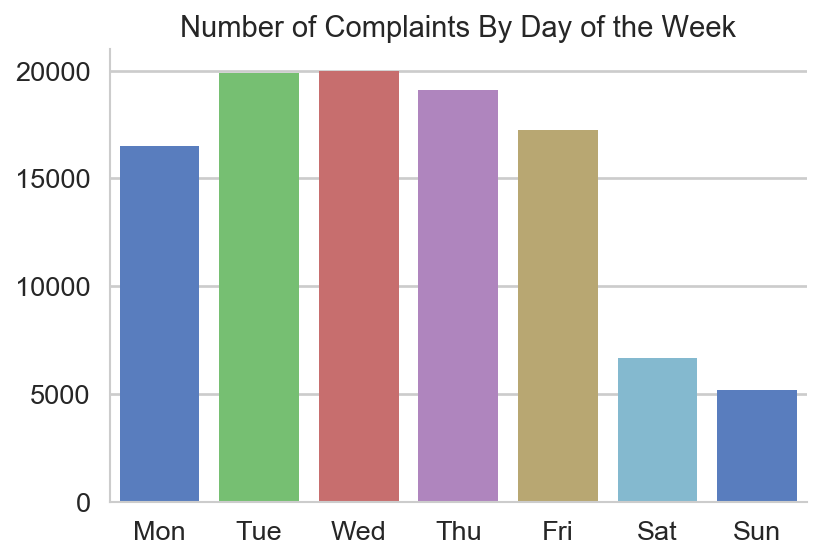 Number of Complaints By Day of the Week
20000
15000
10000
5000
0
Mon Tue Wed Thu Fri Sat Sun